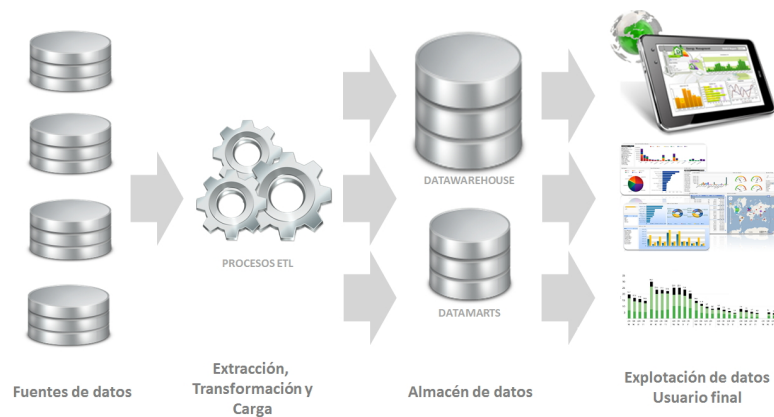 DATAWAREHOUSE
PROCESOS ETL
DATAMARTS
Fuentes de datos
Extracción,
Transformación y
Carga
Almacén de datos
Explotación de datos
Usuario final